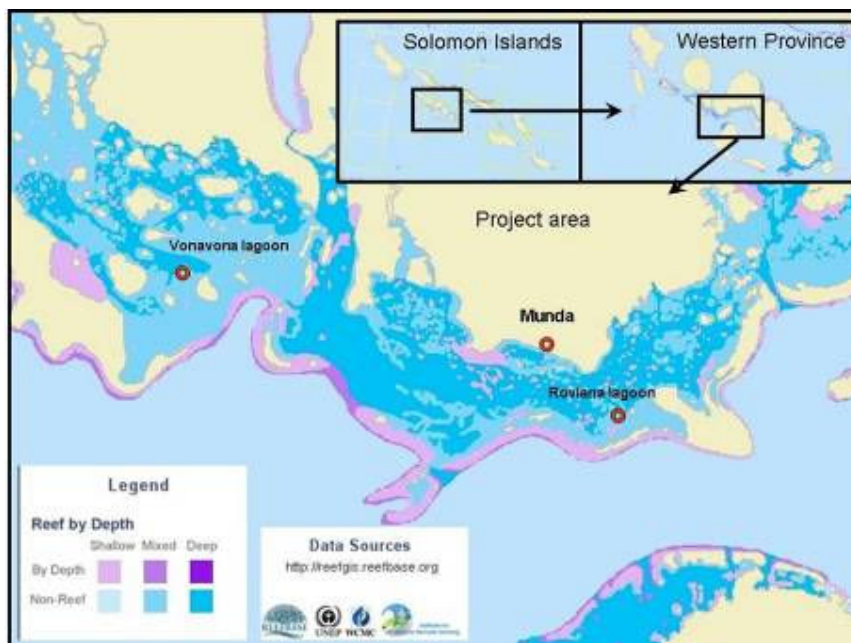 Solomon Islands
Western Province
Project area
Vonavona lagoon
Munda
Roviana lagoon
Legend
Reef by Depth
Shallow Mixed Deep
By Depth
Non-Reef
Data Sources
http://reefgis.reefbase.org
REEFBASE
UNEP WCMC